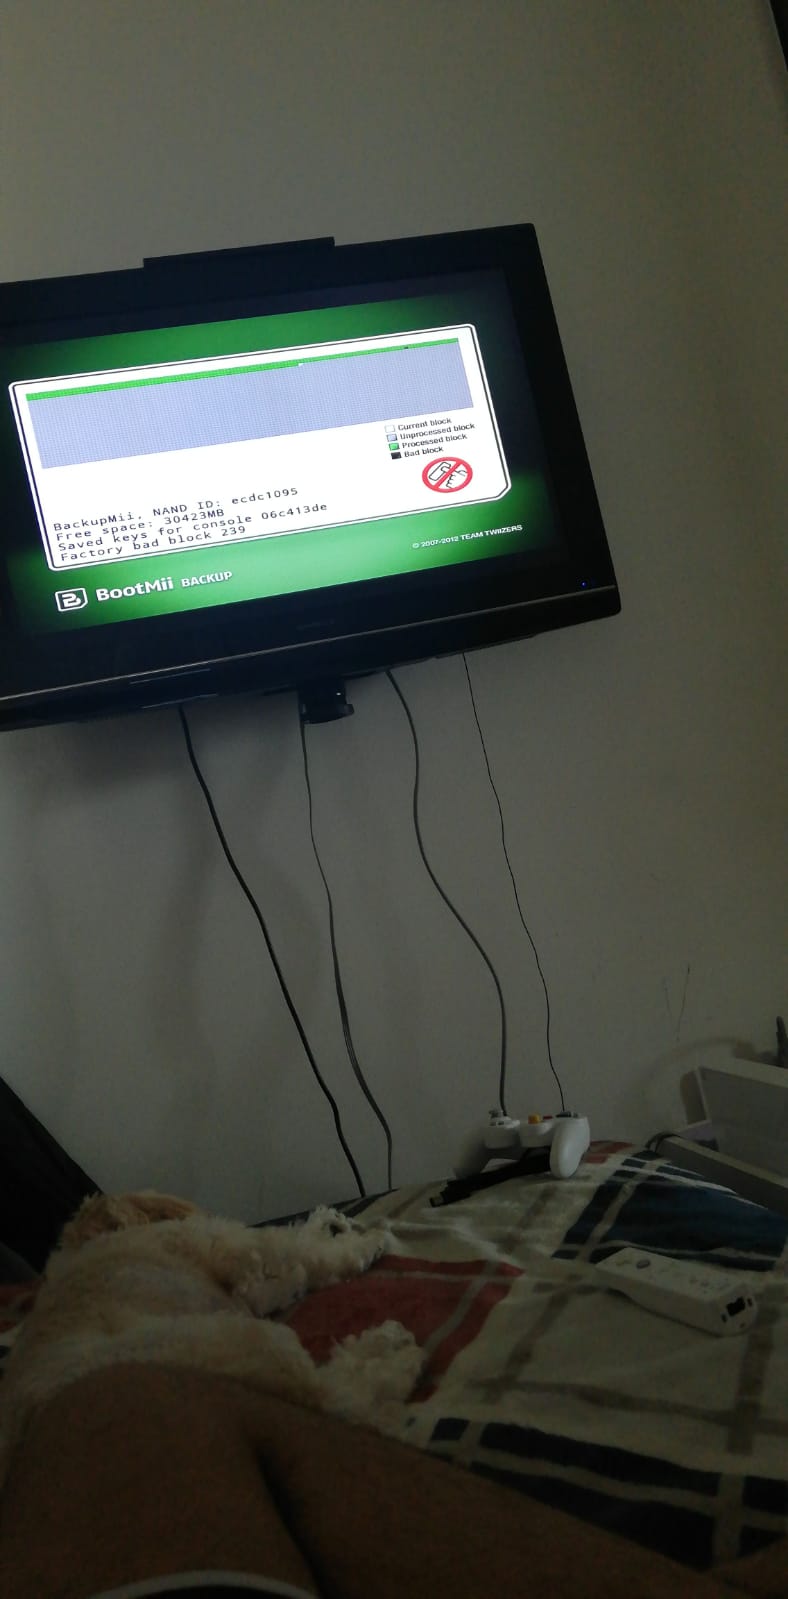 Current block
Unprocessed block
Processed block
Bad block
BackupMii, NAND ID: ecdc1095
Free space: 30423MB
Saved keys for console 06c413de
Factory bad block 239
BootMii BACKUP
© 2007-2012 TEAM TWIIZERS